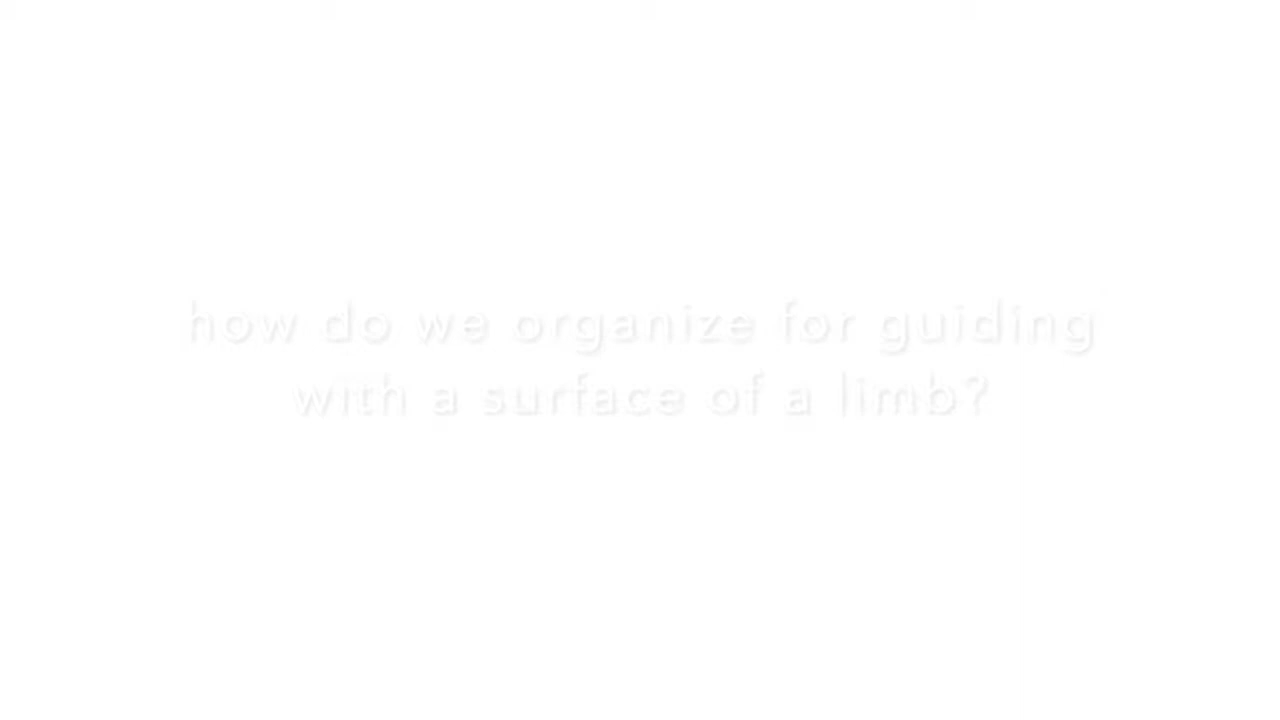 how do we organize for guiding
with a surface of a limb?